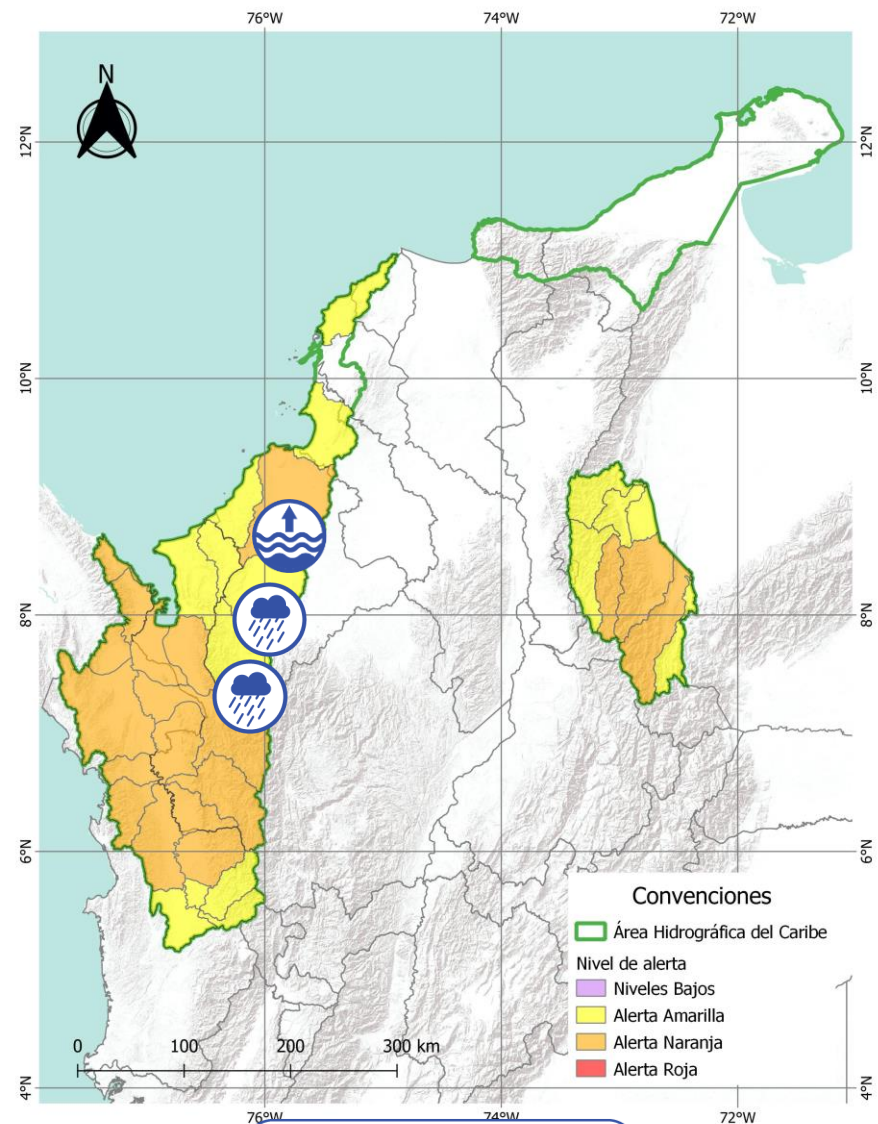 76°W 74°W 72°W
N
12°N 12°N
10°N 10°N
8°N 8°N
6°N 6°N
Convenciones
Área Hidrográfica del Caribe
Nivel de alerta
Niveles Bajos
Alerta Amarilla
Alerta Naranja
Alerta Roja
0 100 200 300 km
4°N 4°N
76°W 74°W 72°W